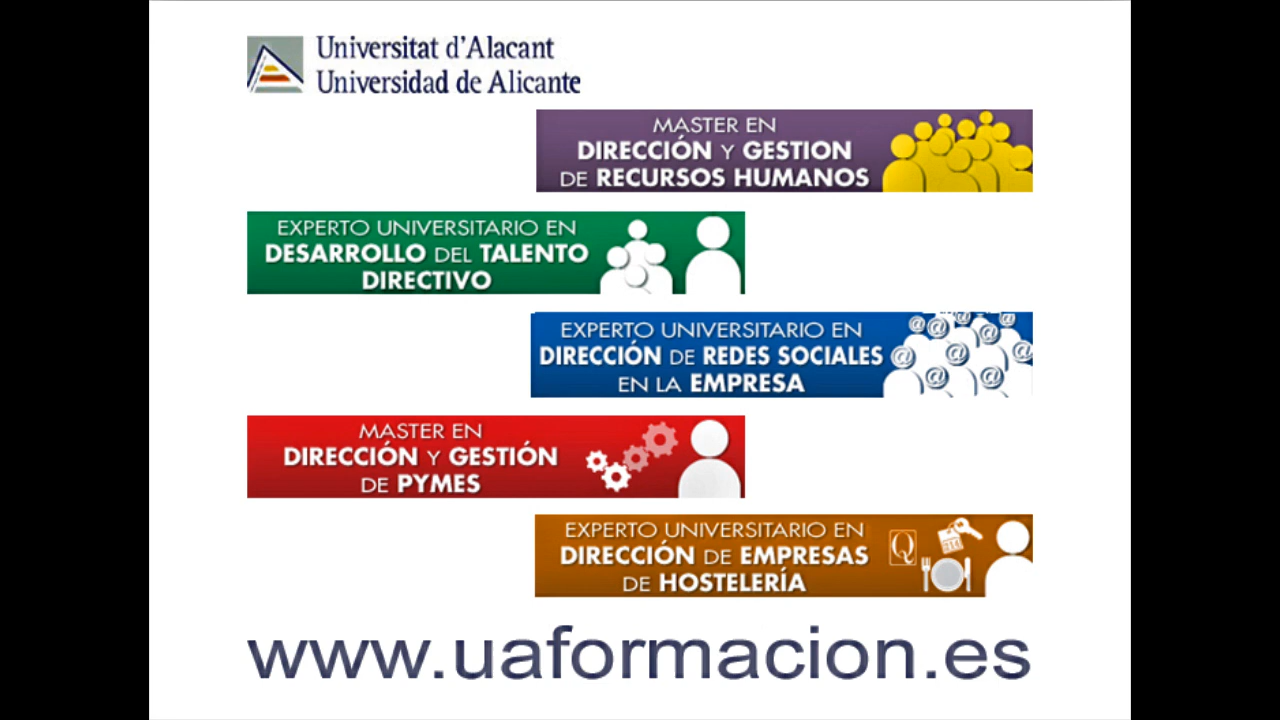 Universitat d'Alacant
Universidad de Alicante
MASTER EN
DIRECCIÓN Y GESTION
DE RECURSOS HUMANOS
EXPERTO UNIVERSITARIO EN
DESARROLLO DEL TALENTO
DIRECTIVO
EXPERTO UNIVERSITARIO EN
DIRECCIÓN DE REDES SOCIALES
EN LA EMPRESA
@ @ @ @ @ @ @ @ @ @
MASTER EN
DIRECCIÓN Y GESTIÓN
DE PYMES
EXPERTO UNIVERSITARIO EN
DIRECCIÓN DE EMPRESAS
DE HOSTELERÍA
Q
www.uaformacion.es